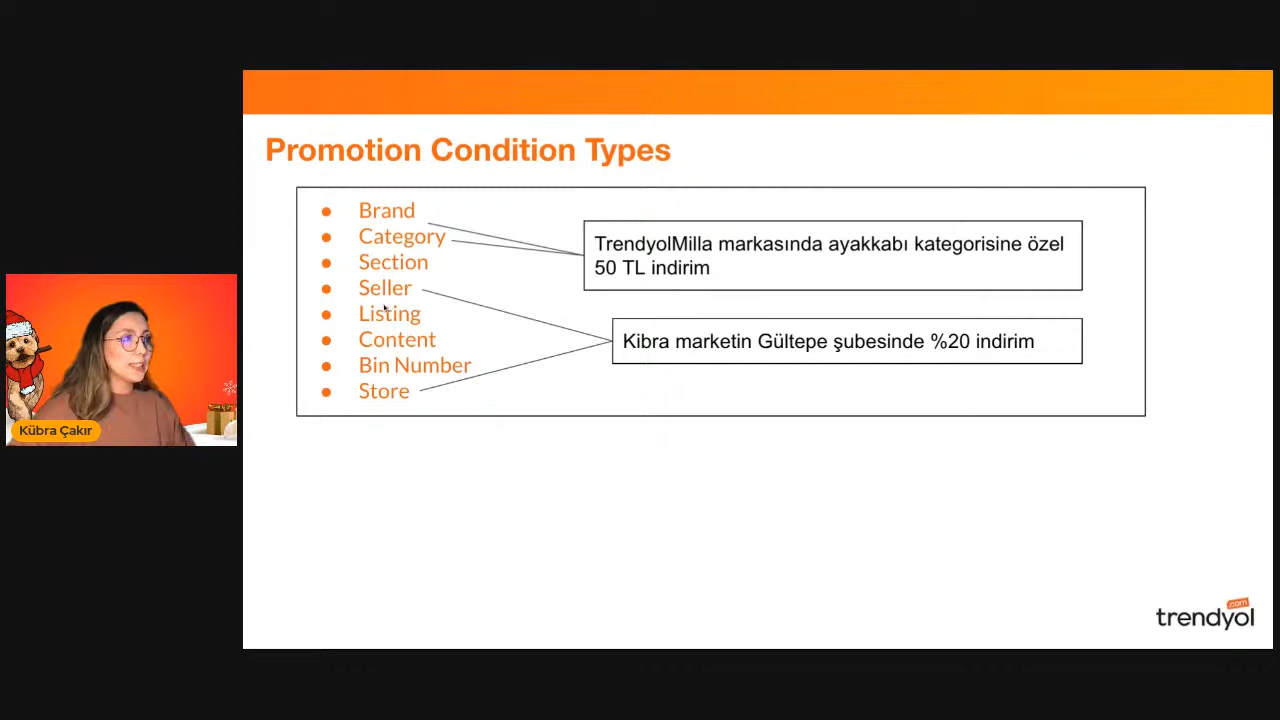 Promotion Condition Types
Brand
Category
Section
Seller
Listing
Content
Bin Number
Store
TrendyolMilla markasında ayakkabı kategorisine özel
50 TL indirim
Kibra marketin Gültepe şubesinde %20 indirim
Kübra Çakır
.com
trendyol